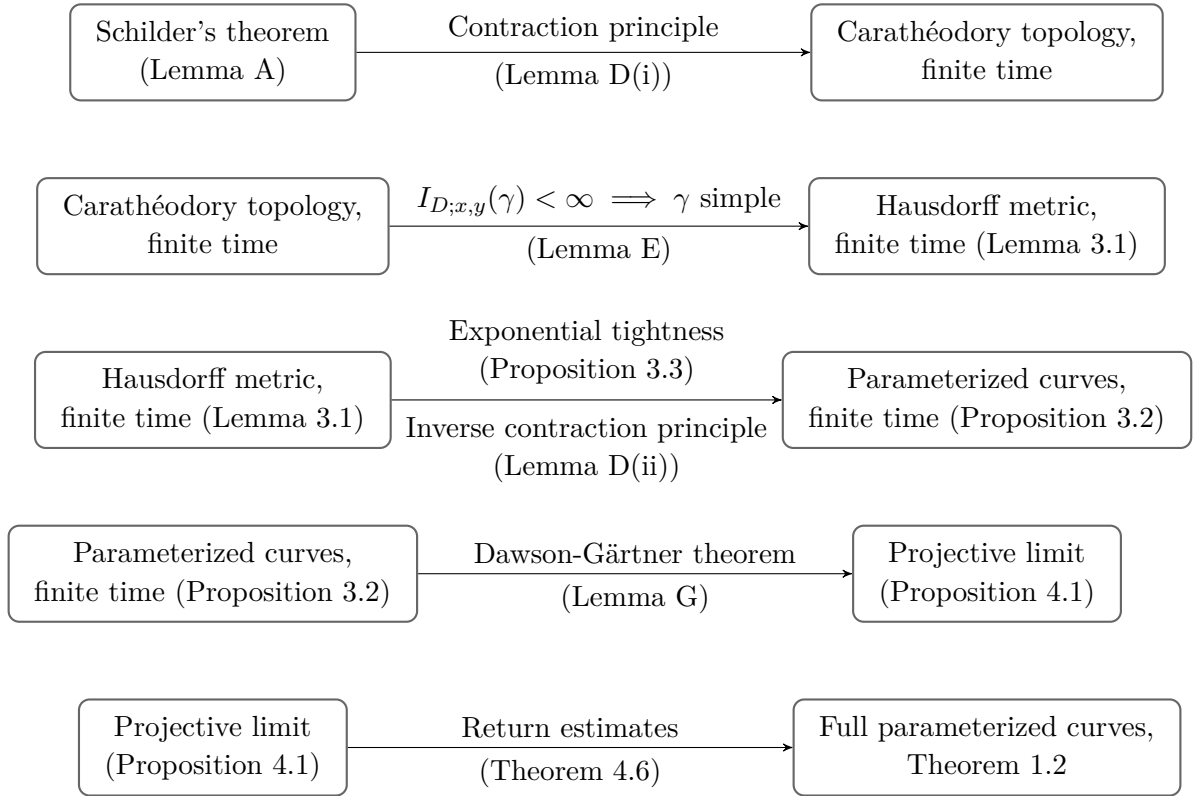 Schilder's theorem
(Lemma A)
Contraction principle
(Lemma D(i))
Carathéodory topology,
finite time
Carathéodory topology,
finite time
I_{D;x,y}(γ) < ∞ ⟹ γ simple
(Lemma E)
Hausdorff metric,
finite time (Lemma 3.1)
Hausdorff metric,
finite time (Lemma 3.1)
Exponential tightness
(Proposition 3.3)
Inverse contraction principle
(Lemma D(ii))
Parameterized curves,
finite time (Proposition 3.2)
Parameterized curves,
finite time (Proposition 3.2)
Dawson-Gärtner theorem
(Lemma G)
Projective limit
(Proposition 4.1)
Projective limit
(Proposition 4.1)
Return estimates
(Theorem 4.6)
Full parameterized curves,
Theorem 1.2